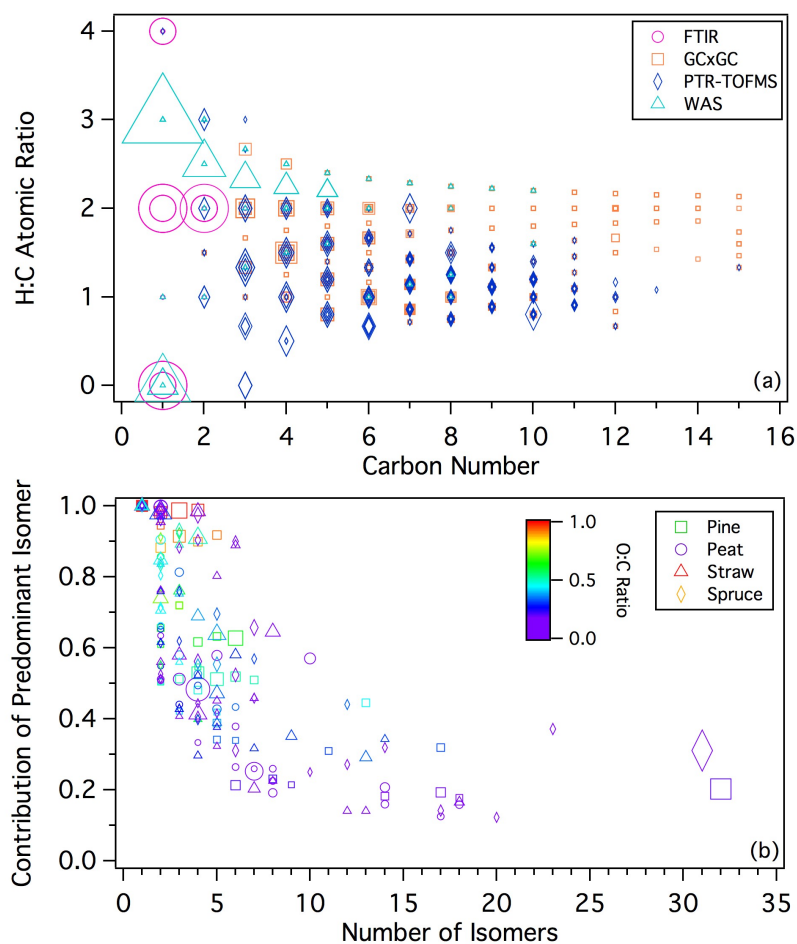 4
3
2
1
0
H:C Atomic Ratio
FTIR
GCxGC
PTR-TOFMS
WAS
(a)
0 2 4 6 8 10 12 14 16
Carbon Number
1.0
0.8
0.6
0.4
0.2
0.0
Contribution of Predominant Isomer
1.0
0.5
0.0
O:C Ratio
Pine
Peat
Straw
Spruce
(b)
0 5 10 15 20 25 30 35
Number of Isomers